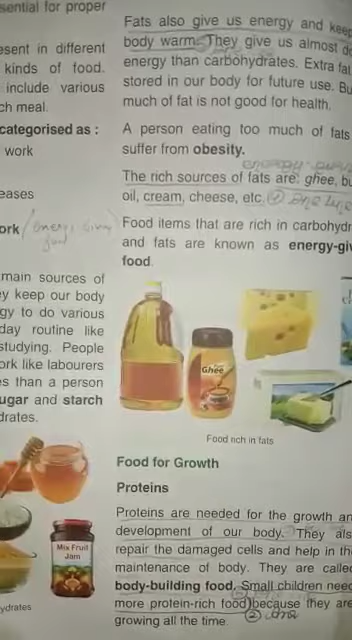 sential for proper
esent in different
kinds of food.
include various
ch meal.
categorised as :
work
eases
ork (energy giving
food
main sources of
ey keep our body
gy to do various
day routine like
studying. People
ork like labourers
es than a person
ugar and starch
drates.
Mix Fruit
Jam
ydrates
Fats also give us energy and keep
body warm. They give us almost
energy than carbohydrates. Extra fa
stored in our body for future use. Bu
much of fat is not good for health.
A person eating too much of fats
suffer from obesity.
The rich sources of fats are: ghee, bu
oil, cream, cheese, etc.
Food items that are rich in carbohydr
and fats are known as energy-giv
food.
Ghee
Food rich in fats
Food for Growth
Proteins
Proteins are needed for the growth an
development of our body. They als
repair the damaged cells and help in the
maintenance of body. They are called
body-building food. Small children need
more protein-rich food because they are
growing all the time.